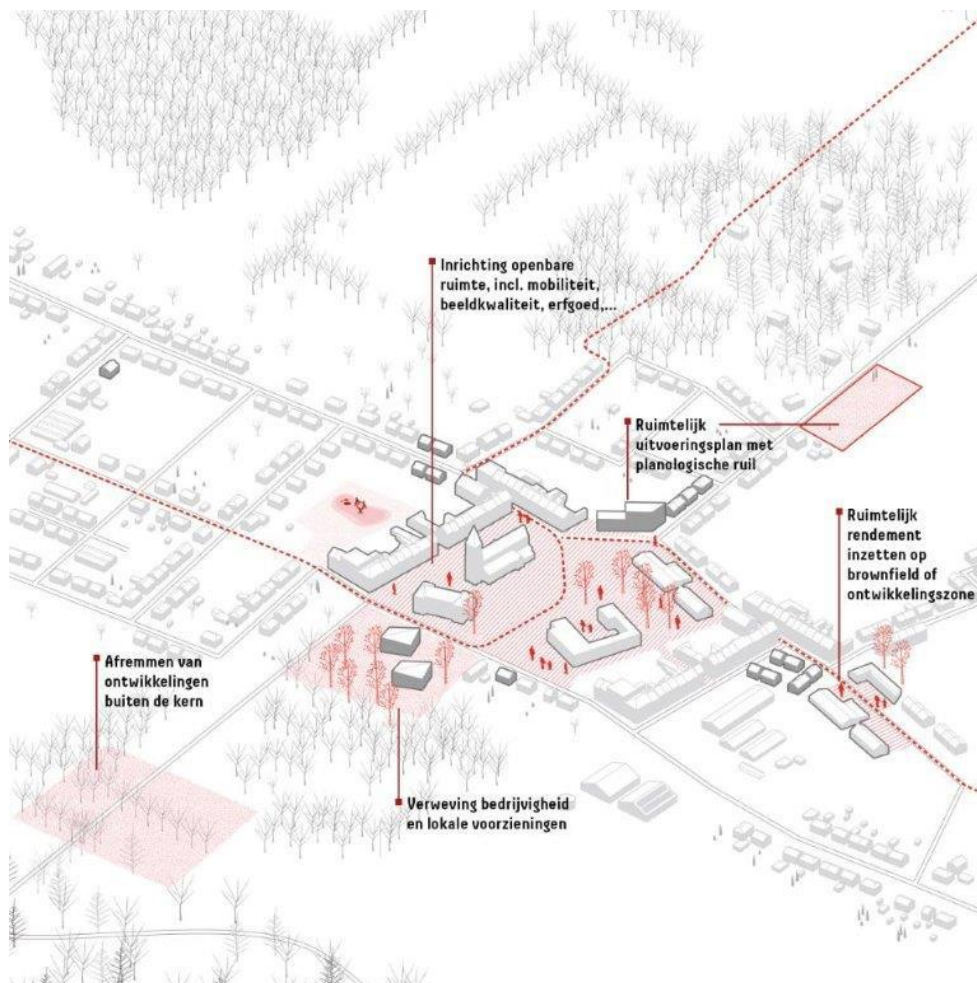 Inrichting openbare
ruimte, incl. mobiliteit,
beeldkwaliteit, erfgoed,...
Ruimtelijk
uitvoeringsplan met
planologische ruil
Ruimtelijk
rendement
inzetten op
brownfield of
ontwikkelingszone
Afremmen van
ontwikkelingen
buiten de kern
Verweving bedrijvigheid
en lokale voorzieningen